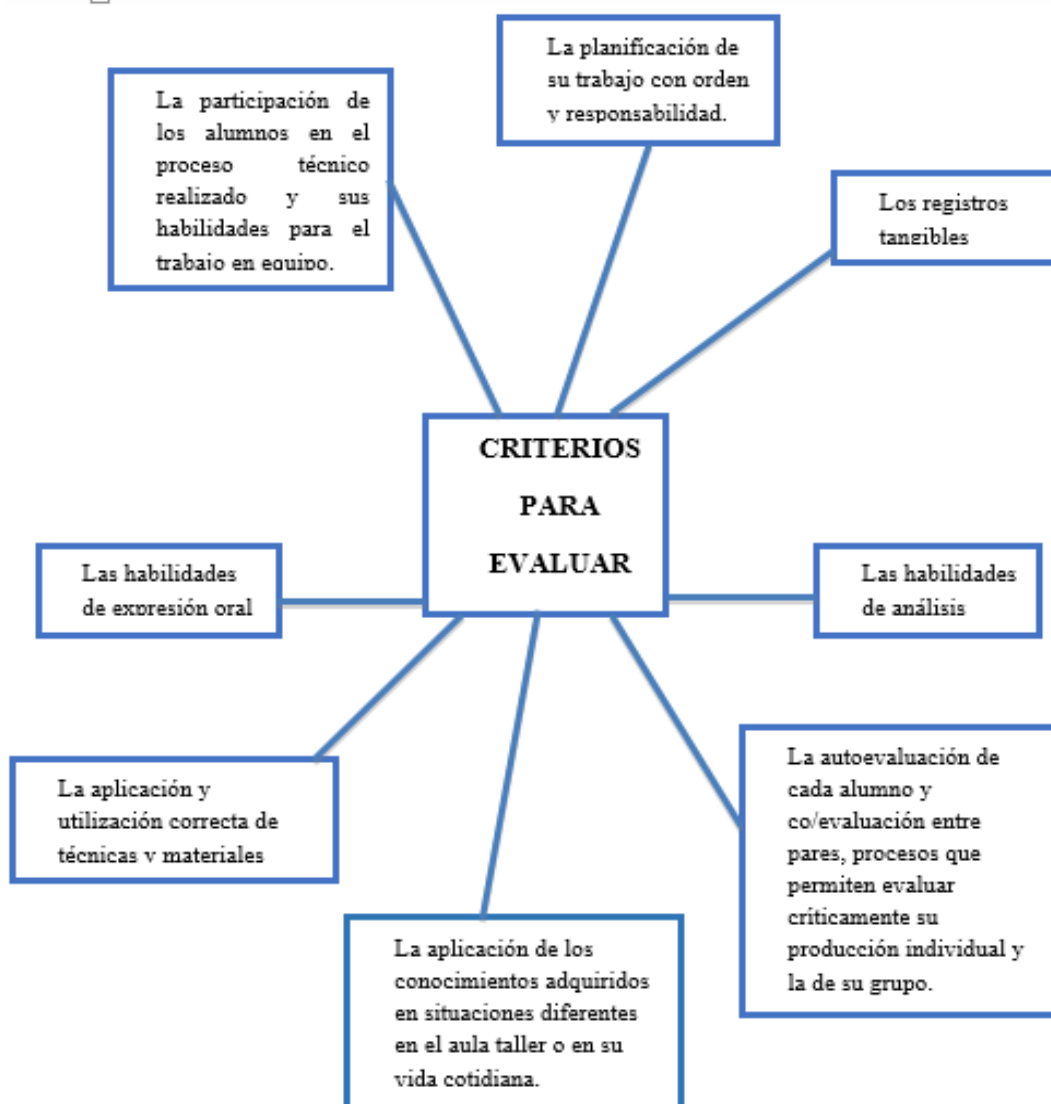 La planificación de
su trabajo con orden
y responsabilidad.
La participación de
los alumnos en el
proceso técnico
realizado y sus
habilidades para el
trabajo en equipo.
Los registros
tangibles
CRITERIOS
PARA
EVALUAR
Las habilidades
de expresión oral
Las habilidades
de análisis
La aplicación y
utilización correcta de
técnicas y materiales
La autoevaluación de
cada alumno y
co/evaluación entre
pares, procesos que
permiten evaluar
críticamente su
producción individual y
la de su grupo.
La aplicación de los
conocimientos adquiridos
en situaciones diferentes
en el aula taller o en su
vida cotidiana.